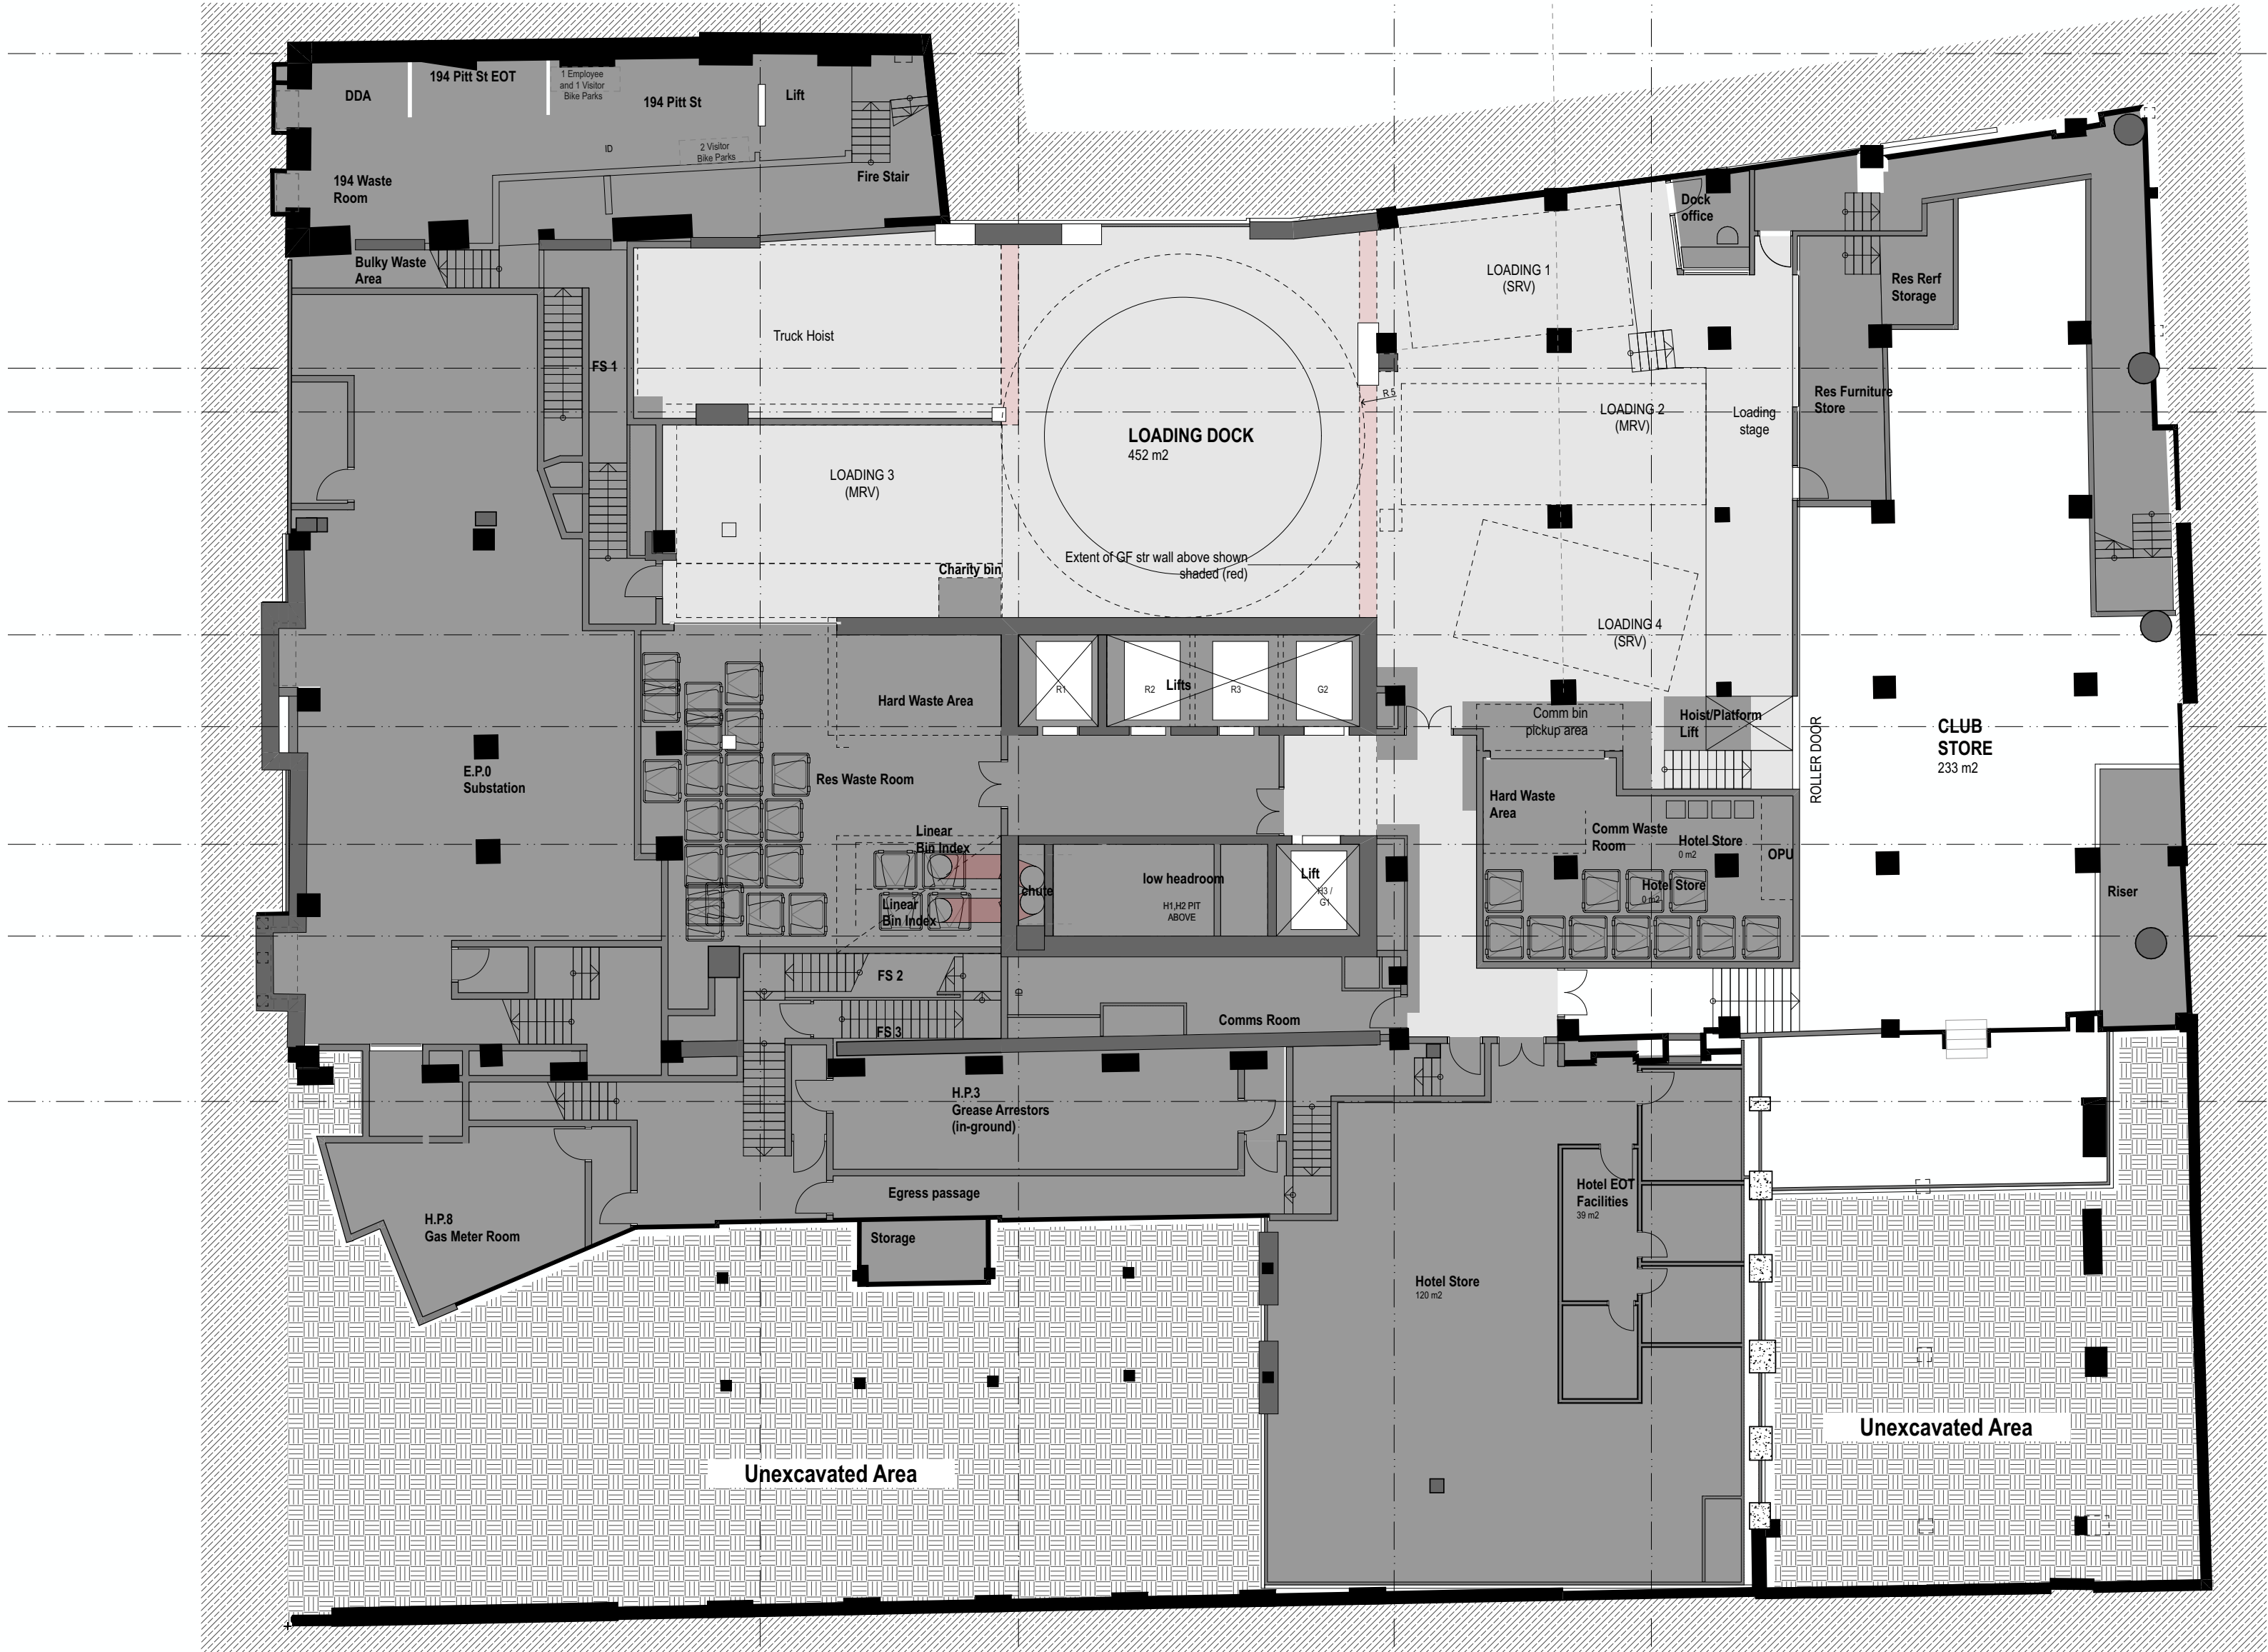 194 Pitt St EOT
1 Employee
and 1 Visitor
Bike Parks
DDA
194 Pitt St
Lift
2 Visitor
Bike Parks
ID
194 Waste
Room
Fire Stair
Bulky Waste
Area
Dock
office
LOADING 1
(SRV)
Res Rerf
Storage
Truck Hoist
FS 1
R 5
Res Furniture
Store
LOADING 2
(MRV)
Loading
stage
LOADING DOCK
452 m2
LOADING 3
(MRV)
Extent of GF str wall above shown
shaded (red)
Charity bin
LOADING 4
(SRV)
Hard Waste Area
R1
R2
Lifts
R3
G2
Comm bin
pickup area
Hoist/Platform
Lift
ROLLER DOOR
CLUB
STORE
233 m2
E.P.0
Substation
Res Waste Room
Hard Waste
Area
Linear
Bin Index
Comm Waste
Room
Hotel Store
0 m2
OPU
Linear
Bin Index
chute
low headroom
H1,H2 PIT
ABOVE
Lift
H3 /
G1
Hotel Store
0 m2
Riser
FS 2
FS 3
Comms Room
H.P.3
Grease Arrestors
(in-ground)
Egress passage
Hotel EOT
Facilities
39 m2
H.P.8
Gas Meter Room
Storage
Hotel Store
120 m2
Unexcavated Area
Unexcavated Area